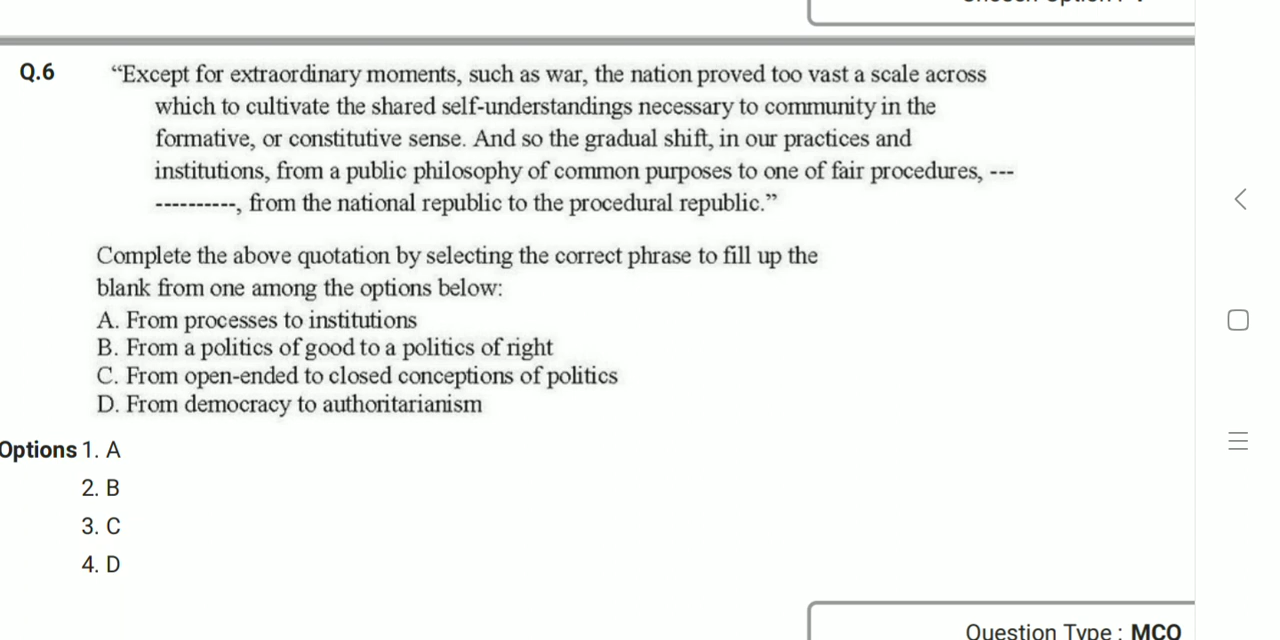 Q.6 “Except for extraordinary moments, such as war, the nation proved too vast a scale across
which to cultivate the shared self-understandings necessary to community in the
formative, or constitutive sense. And so the gradual shift, in our practices and
institutions, from a public philosophy of common purposes to one of fair procedures, ---
----------, from the national republic to the procedural republic.”
Complete the above quotation by selecting the correct phrase to fill up the
blank from one among the options below:
A. From processes to institutions
B. From a politics of good to a politics of right
C. From open-ended to closed conceptions of politics
D. From democracy to authoritarianism
Options 1. A
2. B
3. C
4. D
Question Type : MCQ